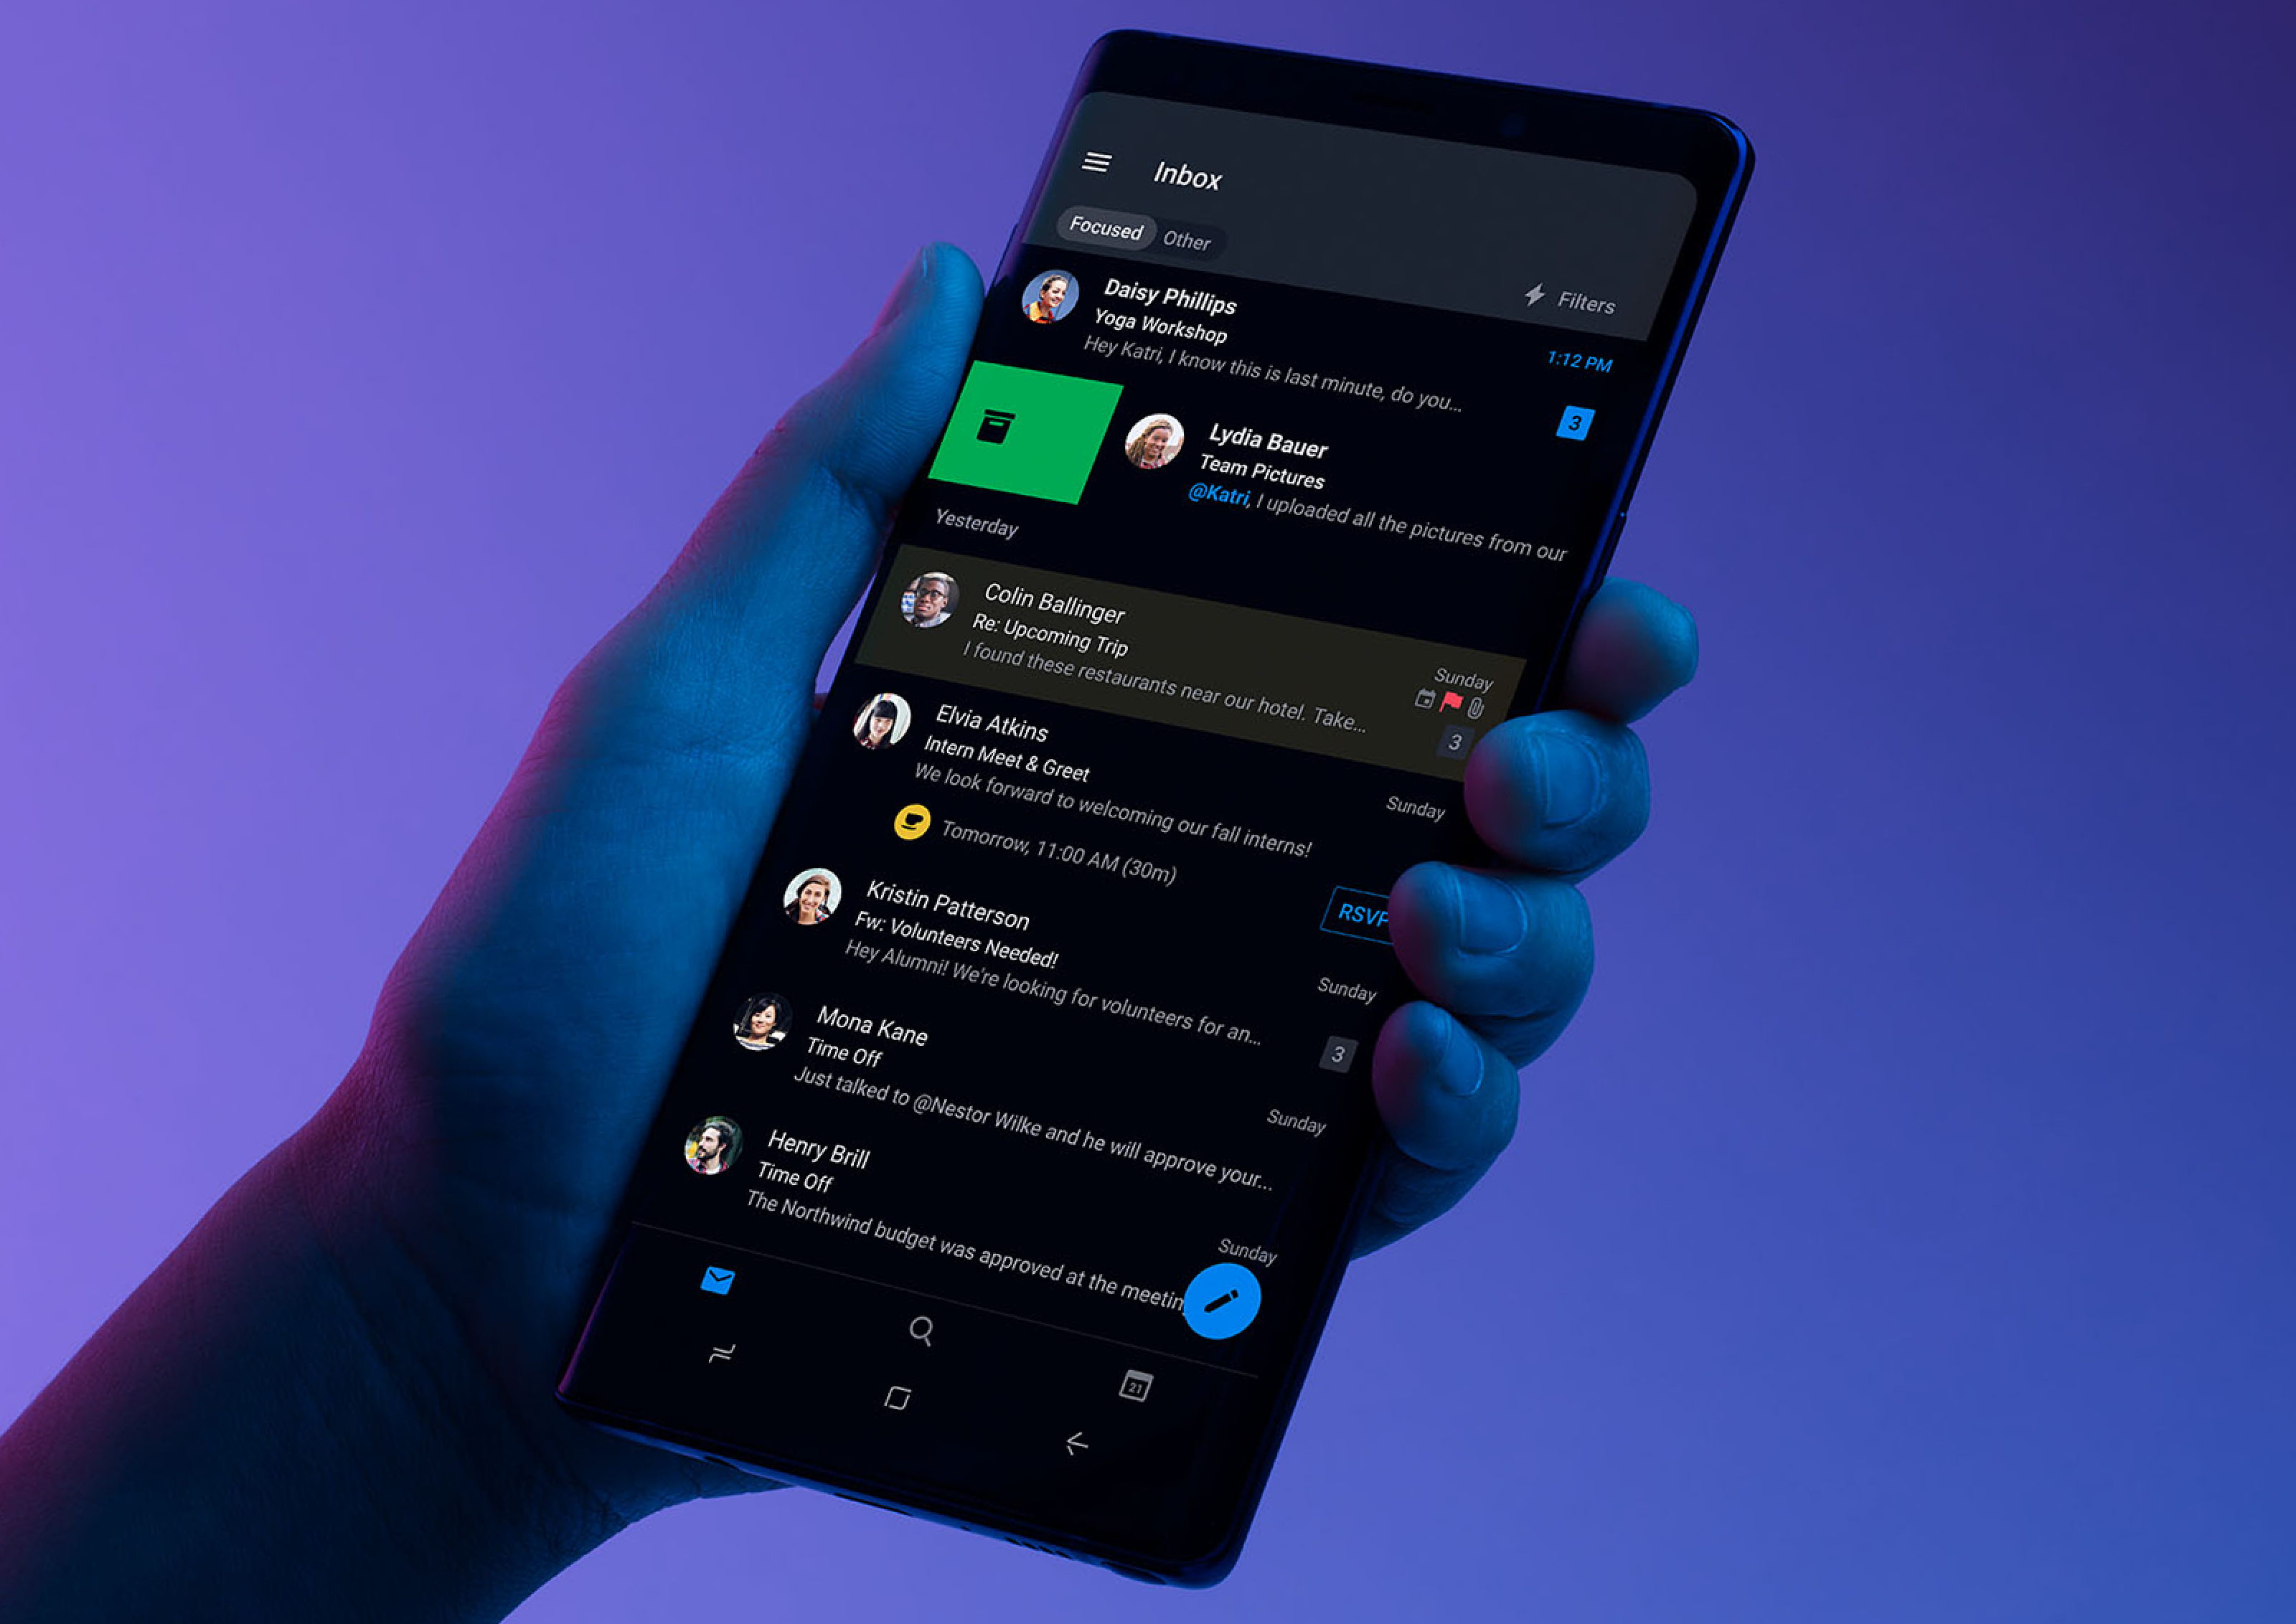 Inbox
Focused Other
Filters
Daisy Phillips
Yoga Workshop
1:12 PM
Hey Katri, I know this is last minute, do you...
3
Lydia Bauer
Team Pictures
@Katri, I uploaded all the pictures from our
Yesterday
Colin Ballinger
Re: Upcoming Trip
Sunday
I found these restaurants near our hotel. Take...
3
Elvia Atkins
Intern Meet & Greet
Sunday
We look forward to welcoming our fall interns!
Tomorrow, 11:00 AM (30m)
RSVP
Kristin Patterson
Fw: Volunteers Needed!
Sunday
Hey Alumni! We're looking for volunteers for an...
3
Mona Kane
Time Off
Sunday
Just talked to @Nestor Wilke and he will approve your...
Henry Brill
Time Off
Sunday
The Northwind budget was approved at the meetin
21